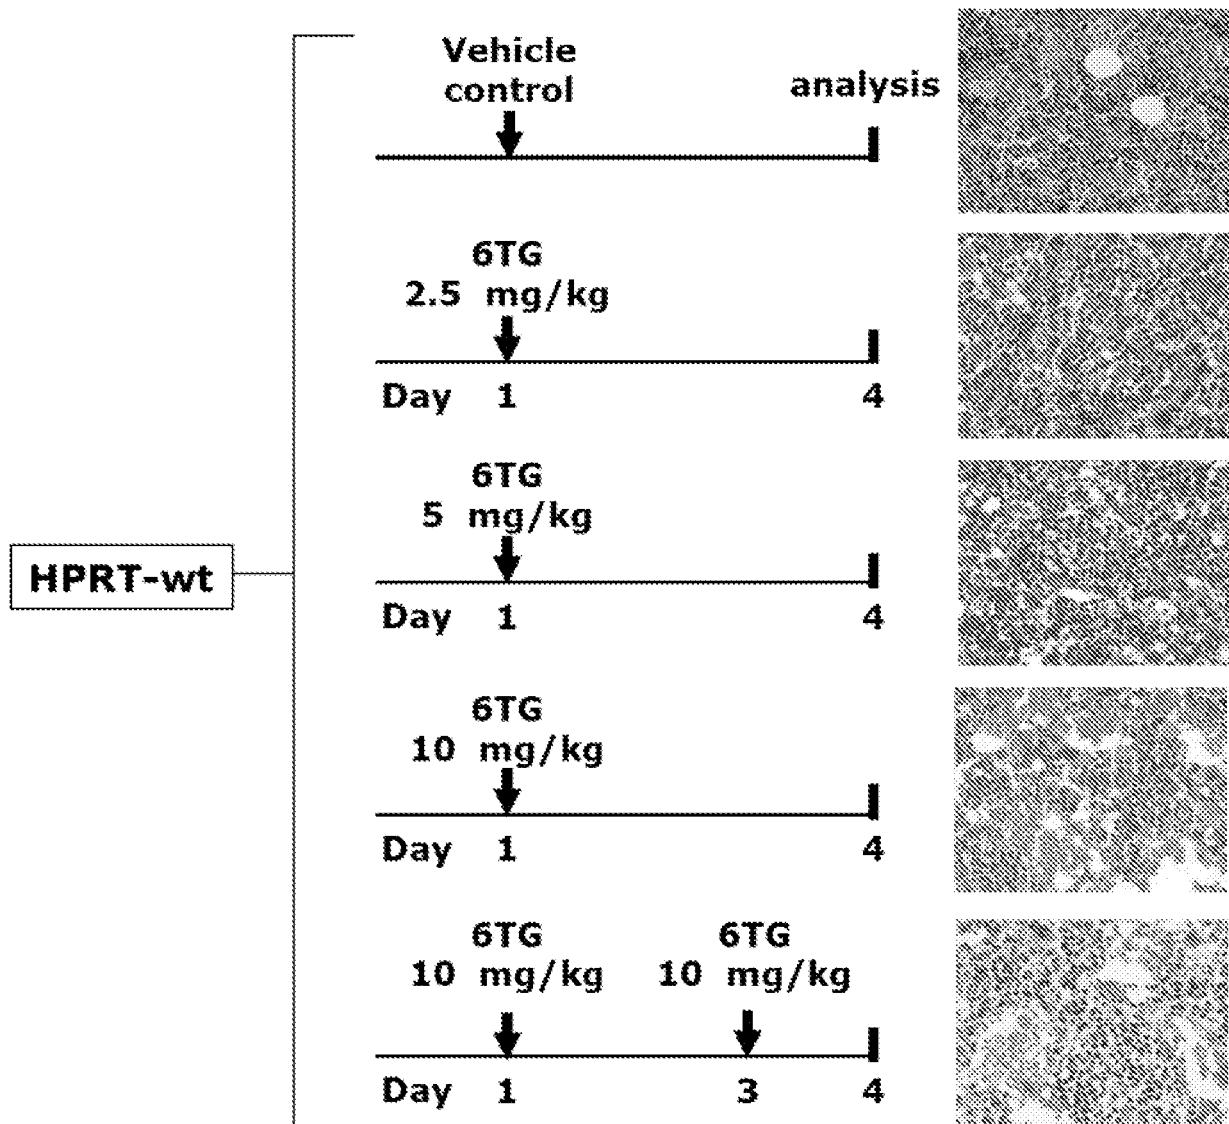 Vehicle
control
analysis
6TG
2.5 mg/kg
Day 1 4
6TG
5 mg/kg
Day 1 4
HPRT-wt
6TG
10 mg/kg
Day 1 4
6TG 6TG
10 mg/kg 10 mg/kg
Day 1 3 4